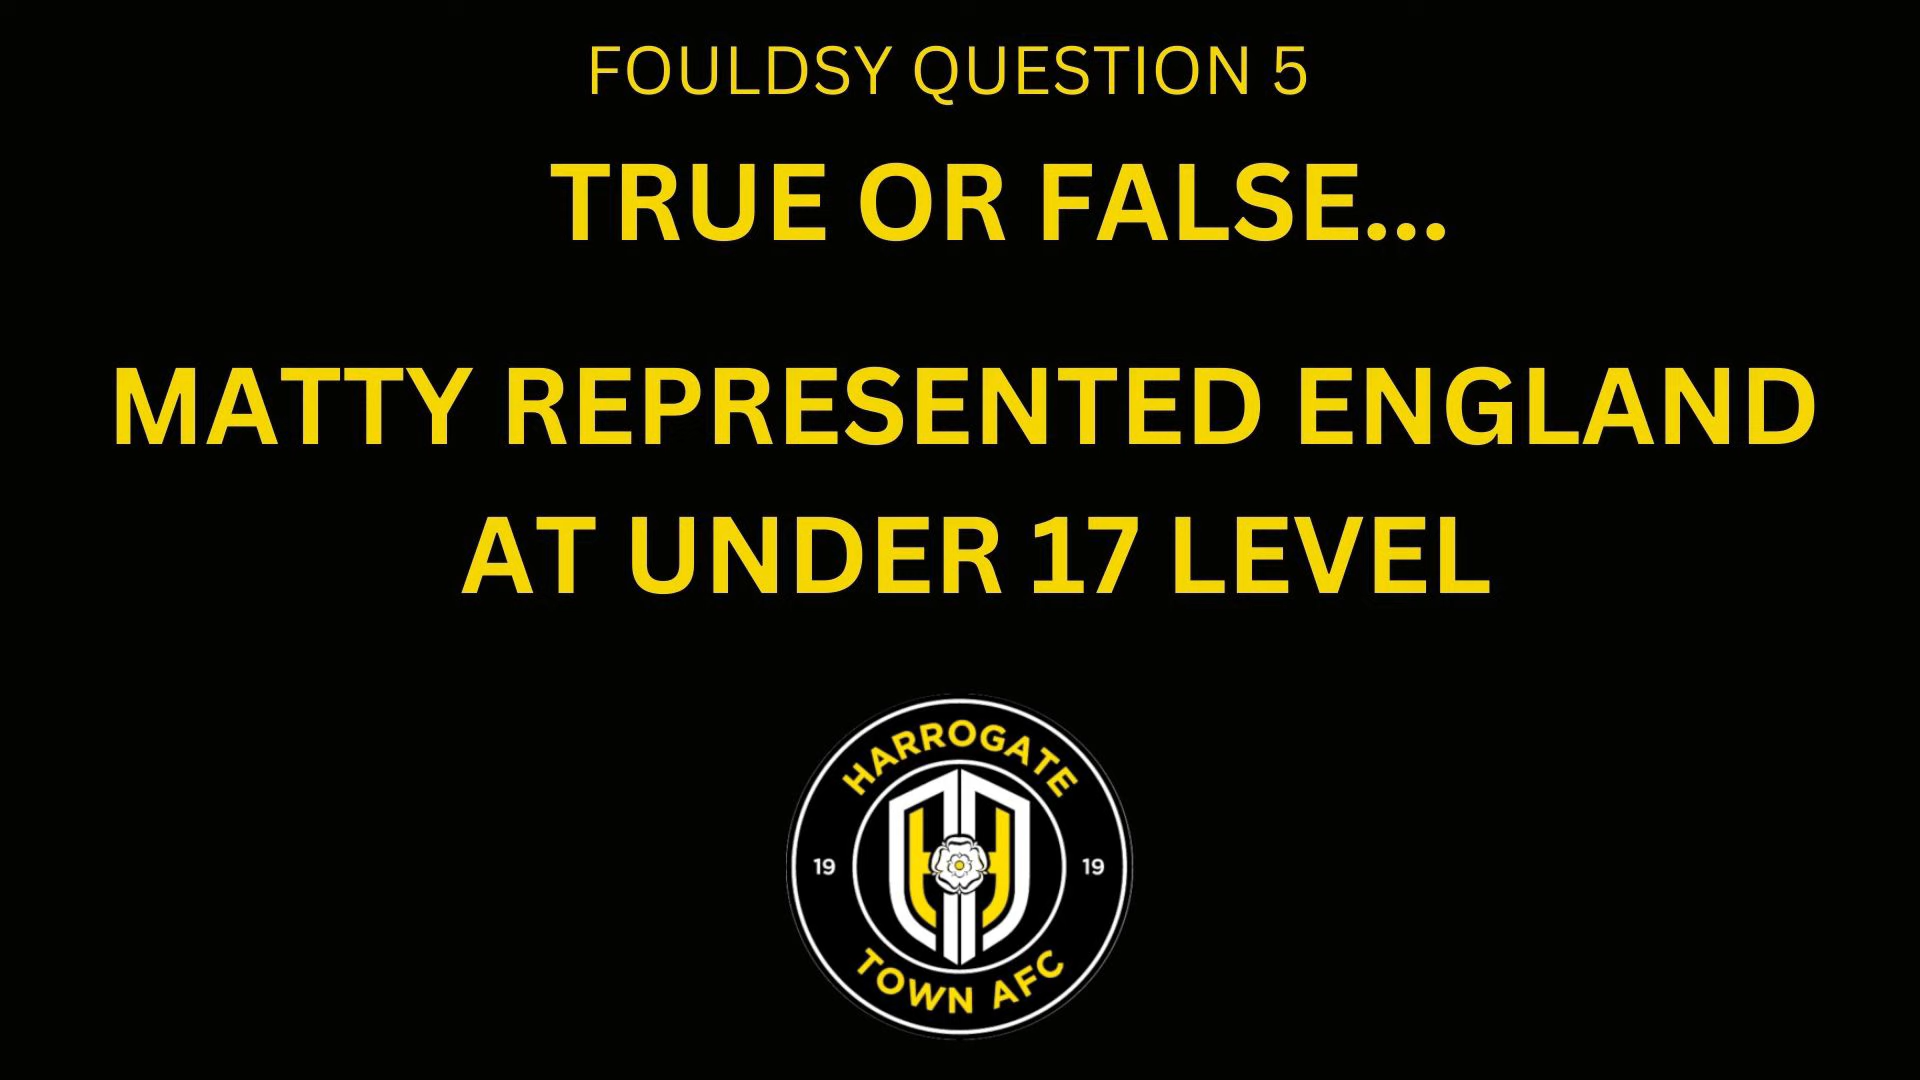 FOULDSY QUESTION 5
TRUE OR FALSE...
MATTY REPRESENTED ENGLAND
AT UNDER 17 LEVEL
HARROGATE
19 19
TOWN AFC